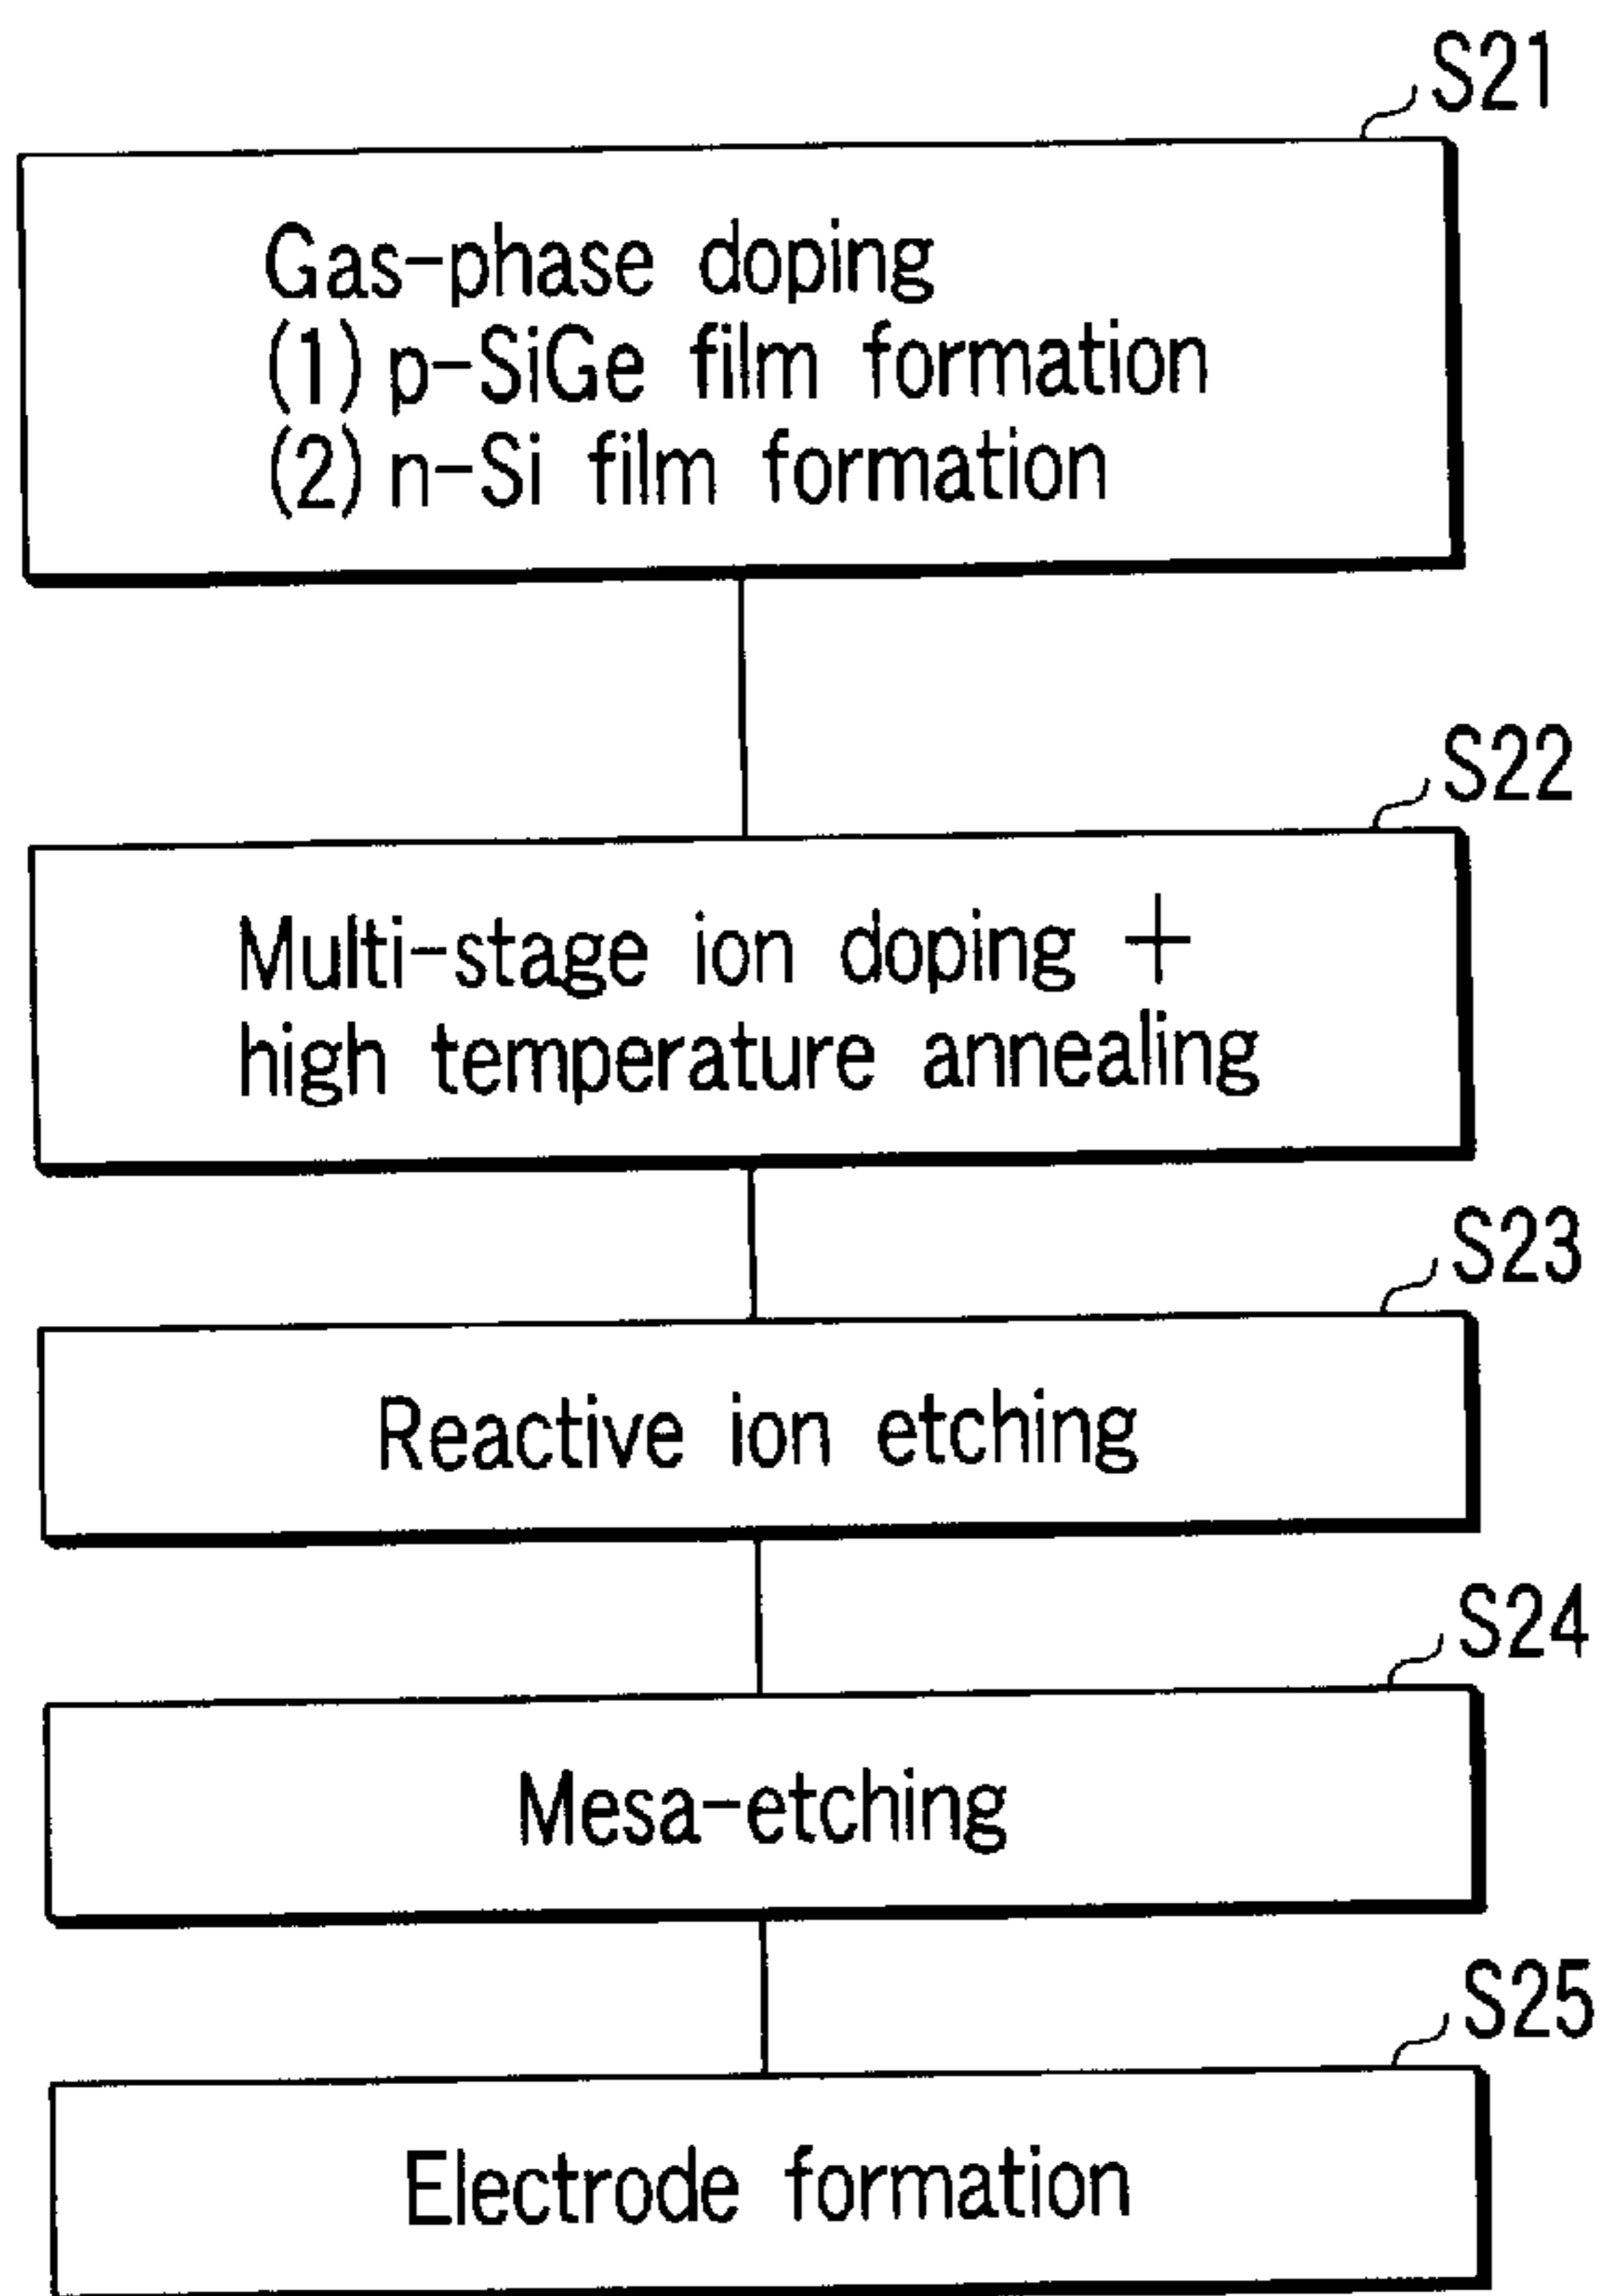 S21
Gas-phase doping
(1) p-SiGe film formation
(2) n-Si film formation
S22
Multi-stage ion doping +
high temperature annealing
S23
Reactive ion etching
S24
Mesa-etching
S25
Electrode formation